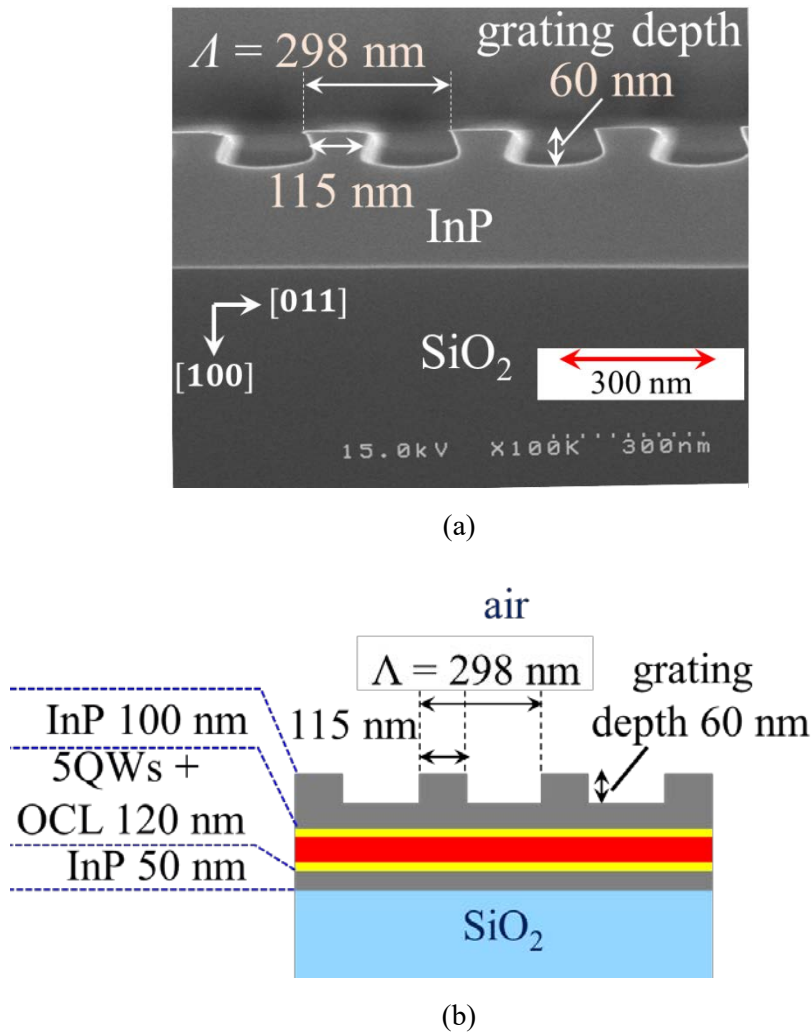 Λ = 298 nm
grating depth
60 nm
115 nm
InP
[011]
[100]
SiO2
300 nm
15.0kV X100K 300nm
(a)
air
Λ = 298 nm
grating
depth 60 nm
InP 100 nm
115 nm
5QWs +
OCL 120 nm
InP 50 nm
SiO2
(b)